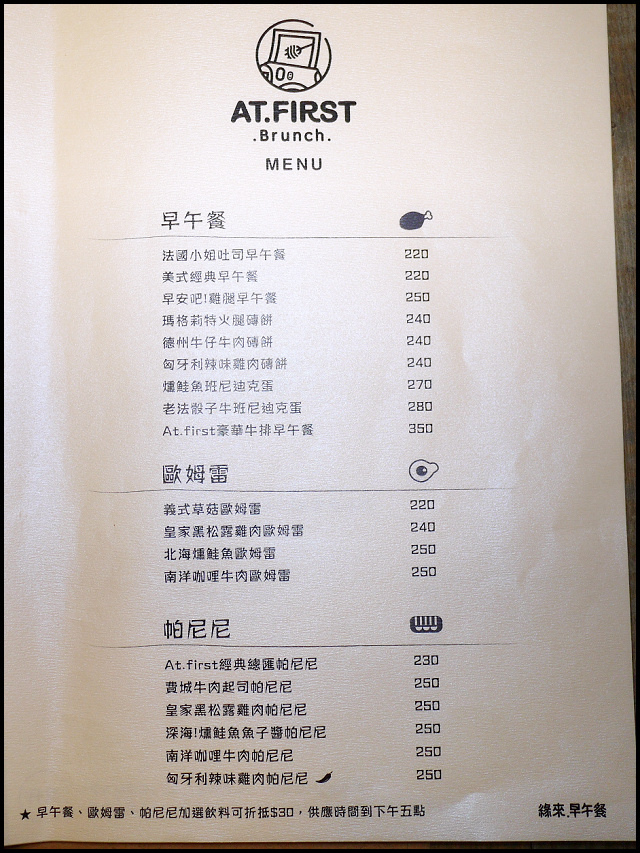 AT.FIRST
.Brunch.
MENU
早午餐
法國小姐吐司早午餐 220
美式經典早午餐 220
早安吧!雞腿早午餐 250
瑪格莉特火腿磚餅 240
德州牛仔牛肉磚餅 240
匈牙利辣味雞肉磚餅 240
燻鮭魚班尼迪克蛋 270
老法骰子牛班尼迪克蛋 280
At.first豪華牛排早午餐 350
歐姆雷
義式草菇歐姆雷 220
皇家黑松露雞肉歐姆雷 240
北海燻鮭魚歐姆雷 250
南洋咖哩牛肉歐姆雷 250
帕尼尼
At.first經典總匯帕尼尼 230
費城牛肉起司帕尼尼 250
皇家黑松露雞肉帕尼尼 250
深海!燻鮭魚魚子醬帕尼尼 250
南洋咖哩牛肉帕尼尼 250
匈牙利辣味雞肉帕尼尼 250
★ 早午餐、歐姆雷、帕尼尼加選飲料可折抵$30，供應時間到下午五點
緣來.早午餐